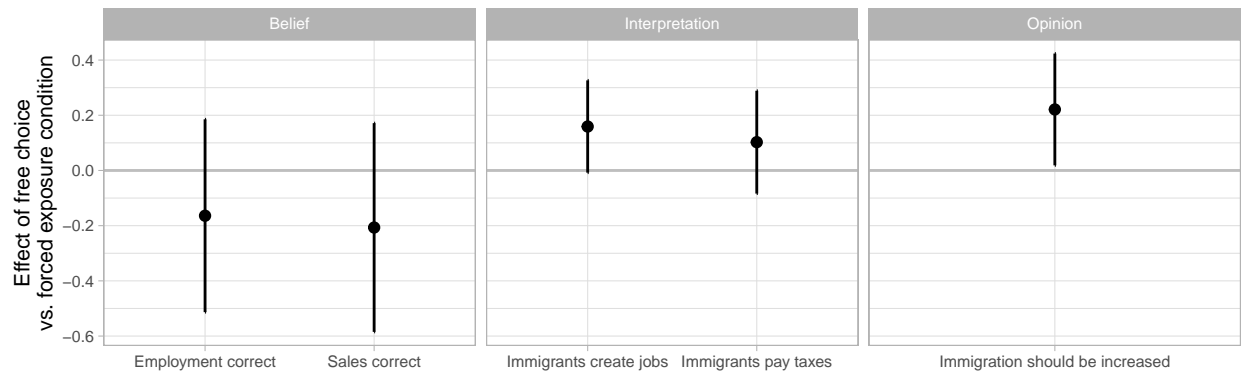 Belief
Interpretation
Opinion
Effect of free choice
vs. forced exposure condition
0.4
0.2
0.0
−0.2
−0.4
−0.6
Employment correct
Sales correct
Immigrants create jobs
Immigrants pay taxes
Immigration should be increased